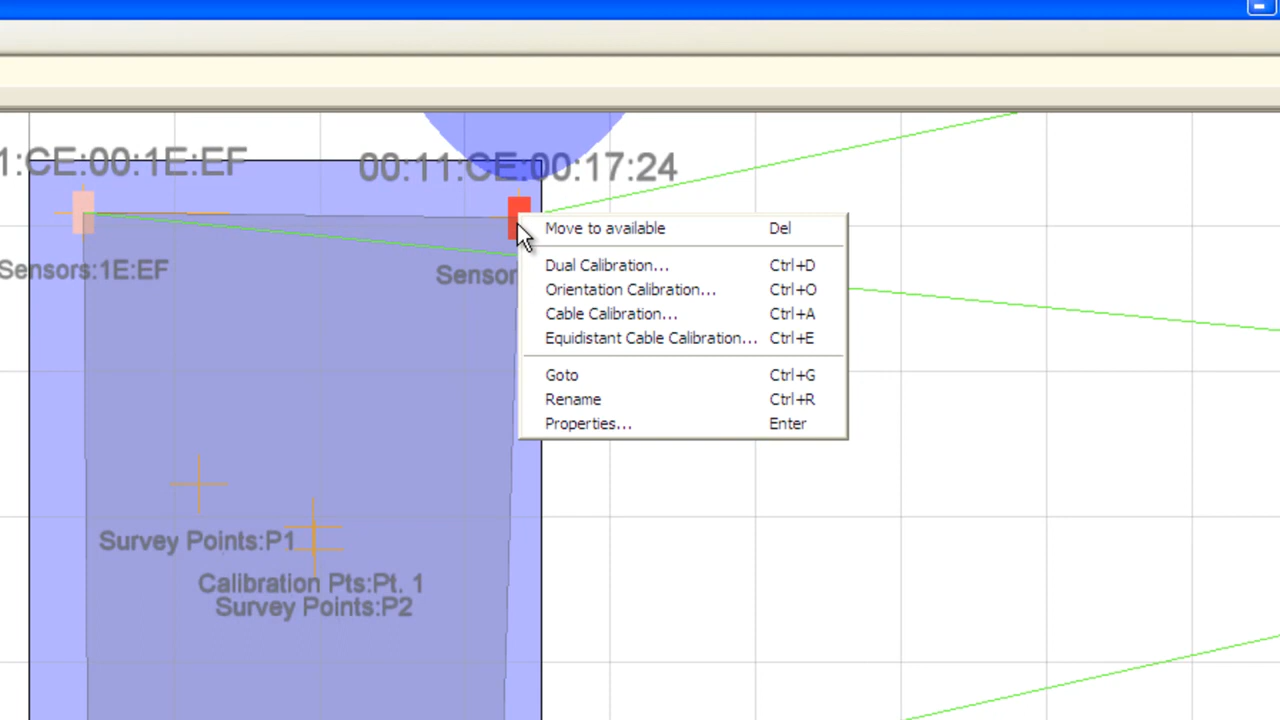 1:CE:00:1E:EF
00:11:CE:00:17:24
Sensors:1E:EF
Sensor
Move to available Del
Dual Calibration... Ctrl+D
Orientation Calibration... Ctrl+O
Cable Calibration... Ctrl+A
Equidistant Cable Calibration... Ctrl+E
Goto Ctrl+G
Rename Ctrl+R
Properties... Enter
Survey Points:P1
Calibration Pts:Pt. 1
Survey Points:P2